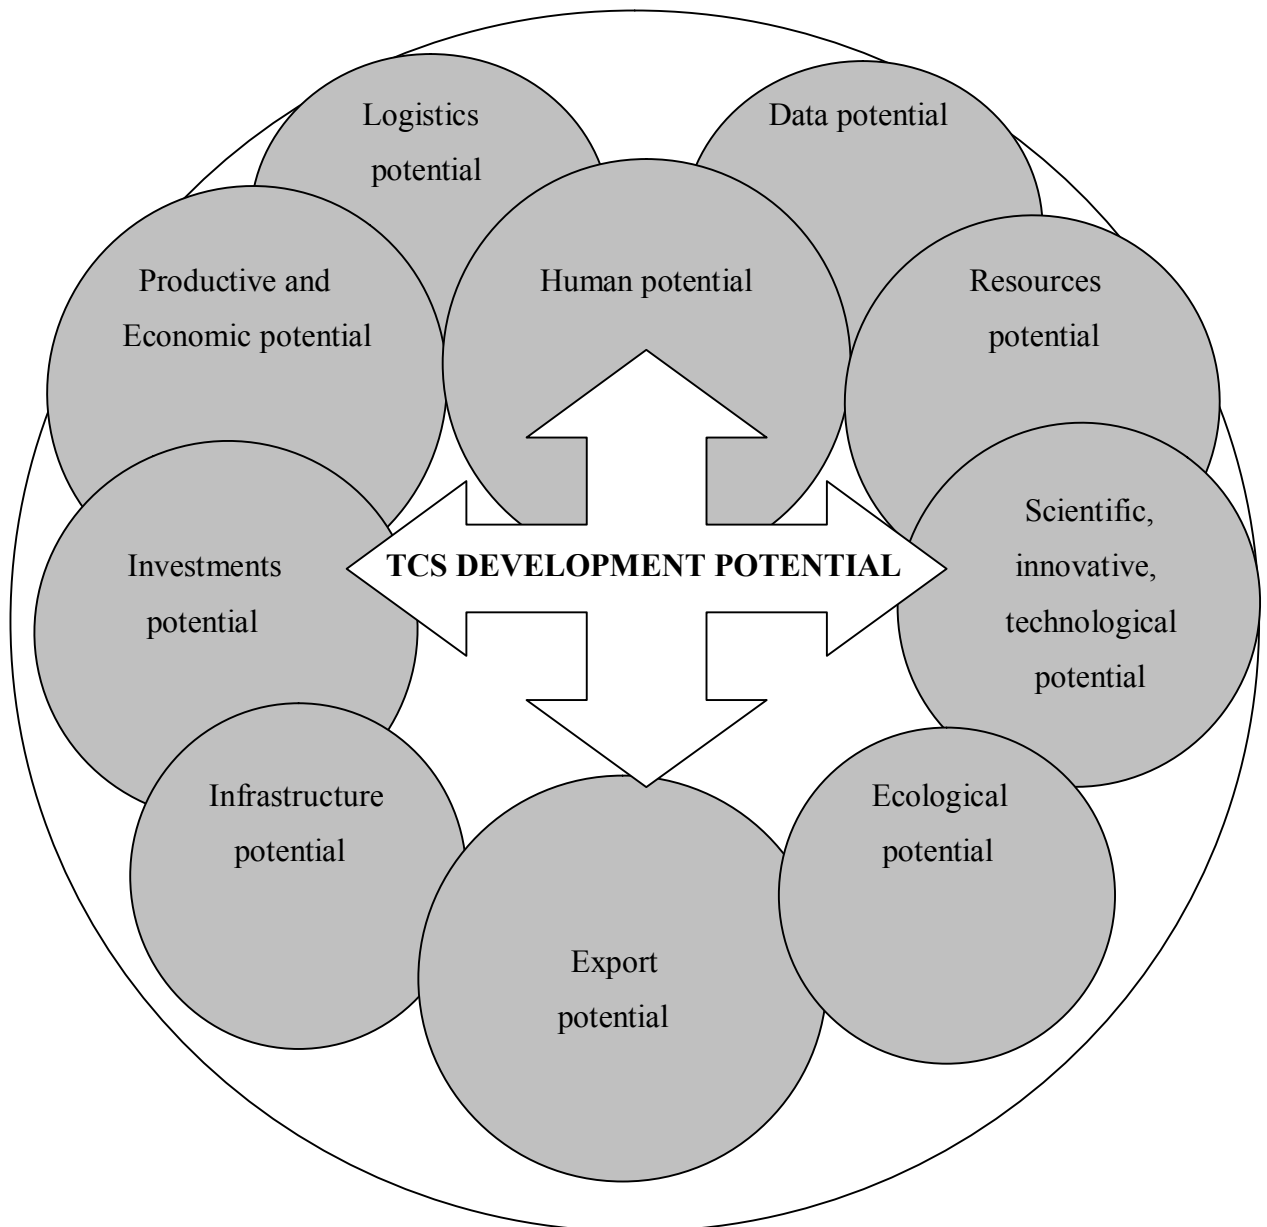 Logistics
potential
Data potential
Productive and
Economic potential
Human potential
Resources
potential
Investments
potential
TCS DEVELOPMENT POTENTIAL
Scientific,
innovative,
technological
potential
Infrastructure
potential
Ecological
potential
Export
potential